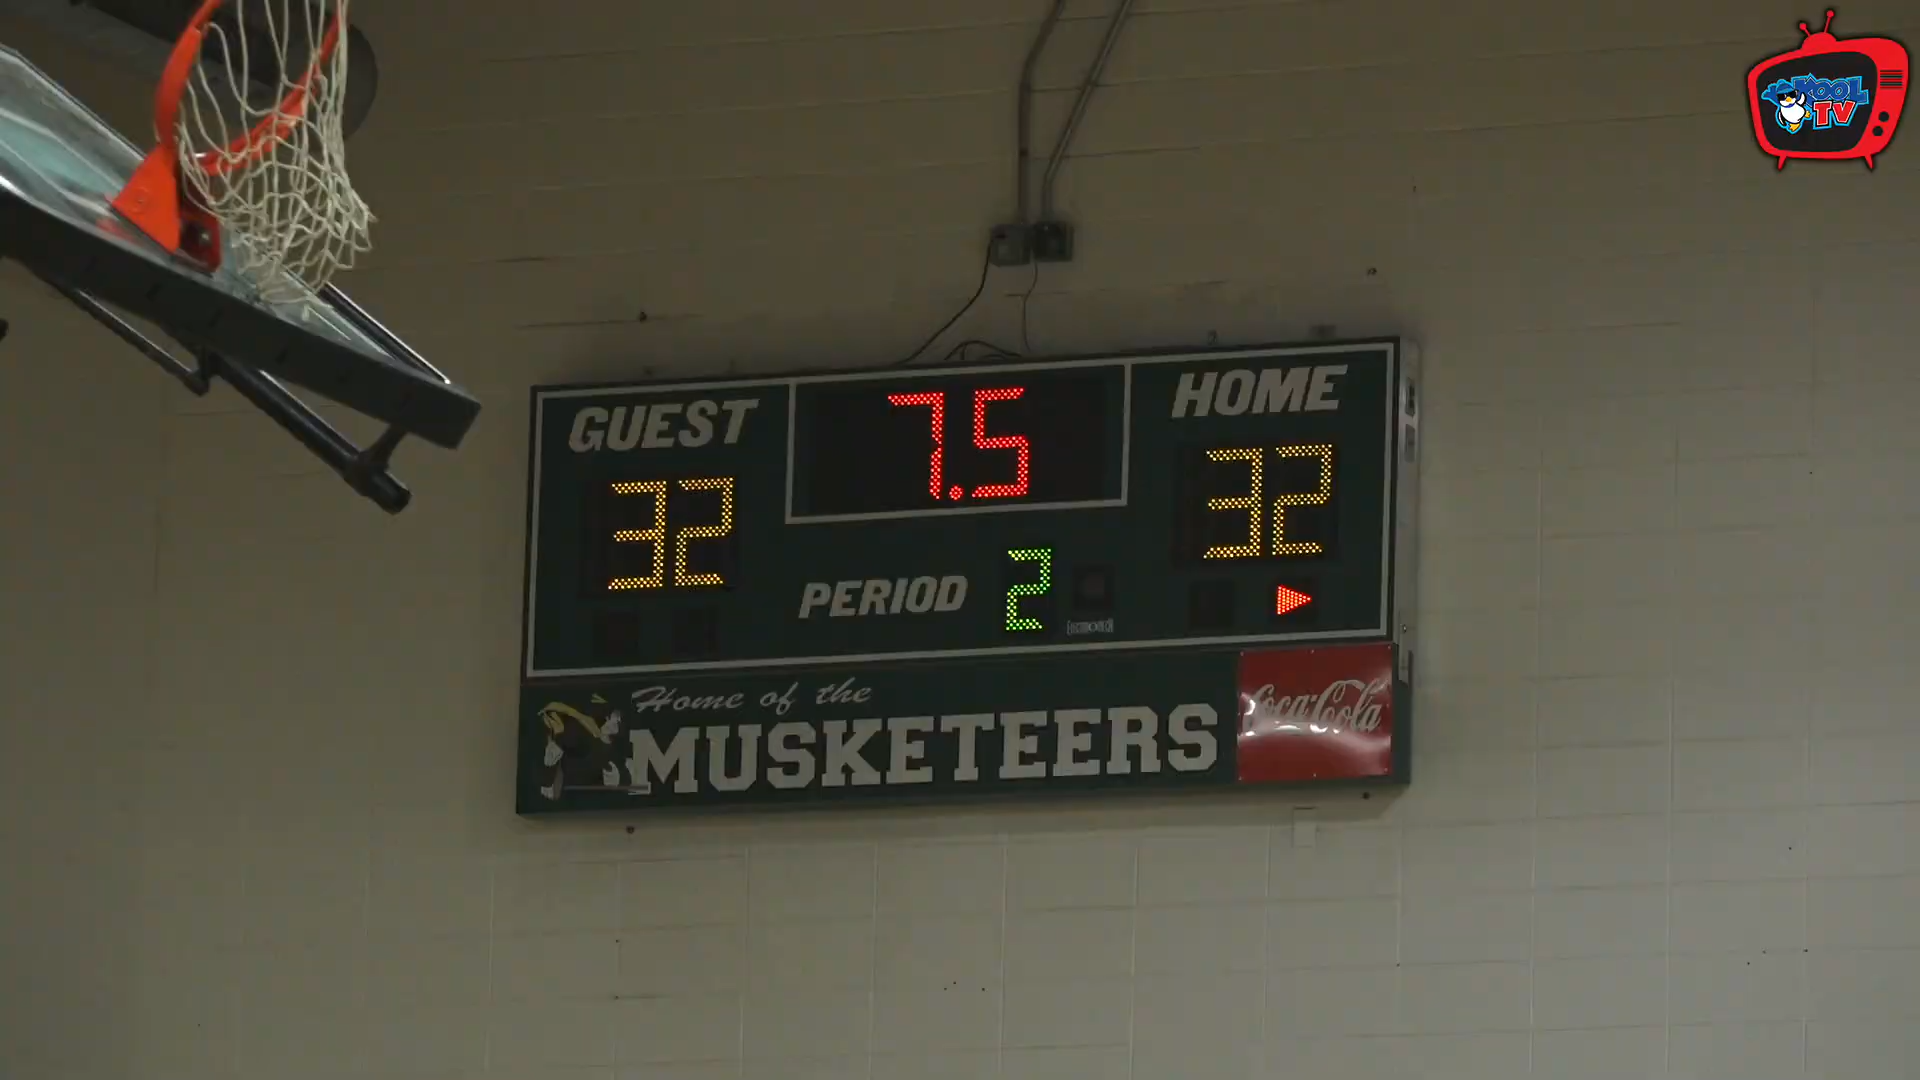 KOOL
TV
GUEST
7.5
HOME
32
32
PERIOD
2
Home of the
MUSKETEERS
Coca-Cola